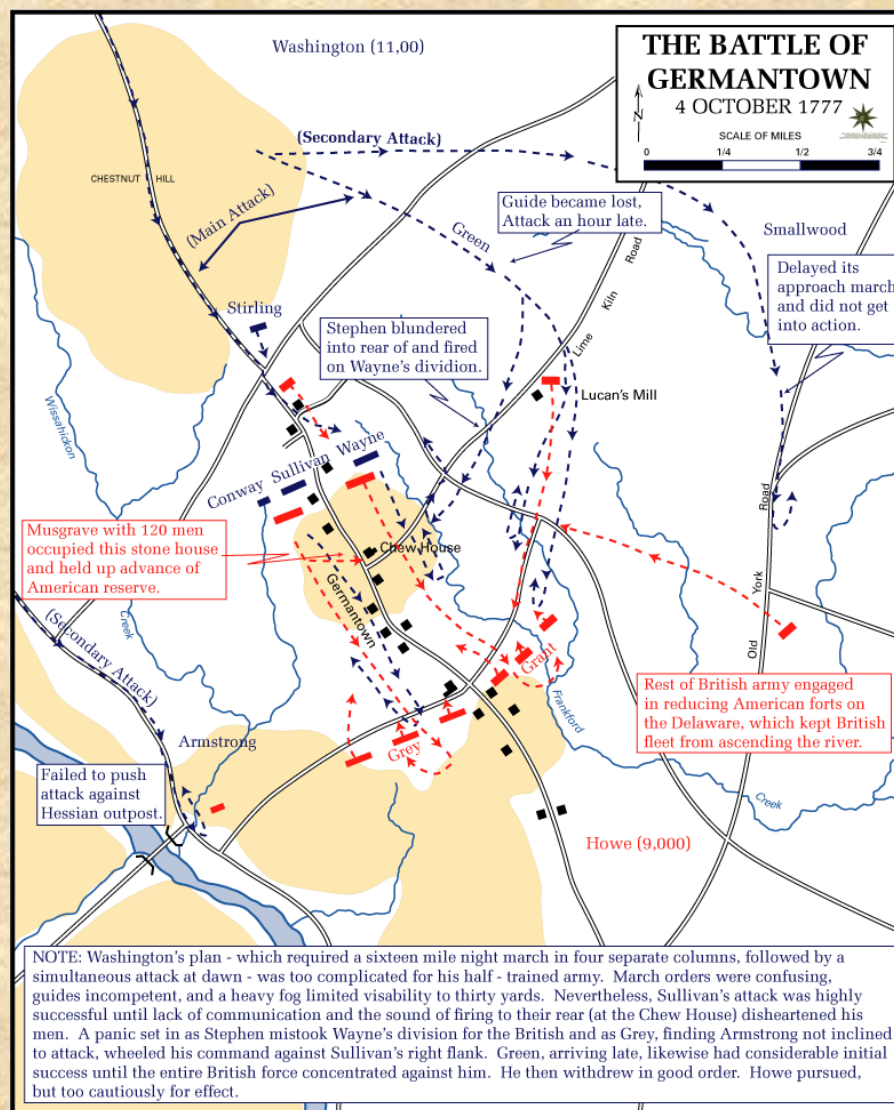 THE BATTLE OF
GERMANTOWN
4 OCTOBER 1777
N
SCALE OF MILES
0 1/4 1/2 3/4
Washington (11,00)
(Secondary Attack)
CHESTNUT HILL
(Main Attack)
Green
Guide became lost,
Attack an hour late.
Smallwood
Delayed its
approach march
and did not get
into action.
Lime Kiln Road
Stirling
Stephen blundered
into rear of and fired
on Wayne's dividion.
Lucan's Mill
Wissahickon
Creek
Conway Sullivan Wayne
Musgrave with 120 men
occupied this stone house
and held up advance of
American reserve.
Chew House
Germantown
Old York Road
(Secondary Attack)
Grant
Grey
Frankford
Creek
Rest of British army engaged
in reducing American forts on
the Delaware, which kept British
fleet from ascending the river.
Armstrong
Failed to push
attack against
Hessian outpost.
Howe (9,000)
NOTE: Washington's plan - which required a sixteen mile night march in four separate columns, followed by a
simultaneous attack at dawn - was too complicated for his half - trained army. March orders were confusing,
guides incompetent, and a heavy fog limited visability to thirty yards. Nevertheless, Sullivan's attack was highly
successful until lack of communication and the sound of firing to their rear (at the Chew House) disheartened his
men. A panic set in as Stephen mistook Wayne's division for the British and as Grey, finding Armstrong not inclined
to attack, wheeled his command against Sullivan's right flank. Green, arriving late, likewise had considerable initial
success until the entire British force concentrated against him. He then withdrew in good order. Howe pursued,
but too cautiously for effect.